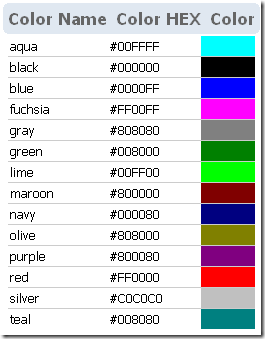 Color Name Color HEX Color
aqua #00FFFF
black #000000
blue #0000FF
fuchsia #FF00FF
gray #808080
green #008000
lime #00FF00
maroon #800000
navy #000080
olive #808000
purple #800080
red #FF0000
silver #C0C0C0
teal #008080